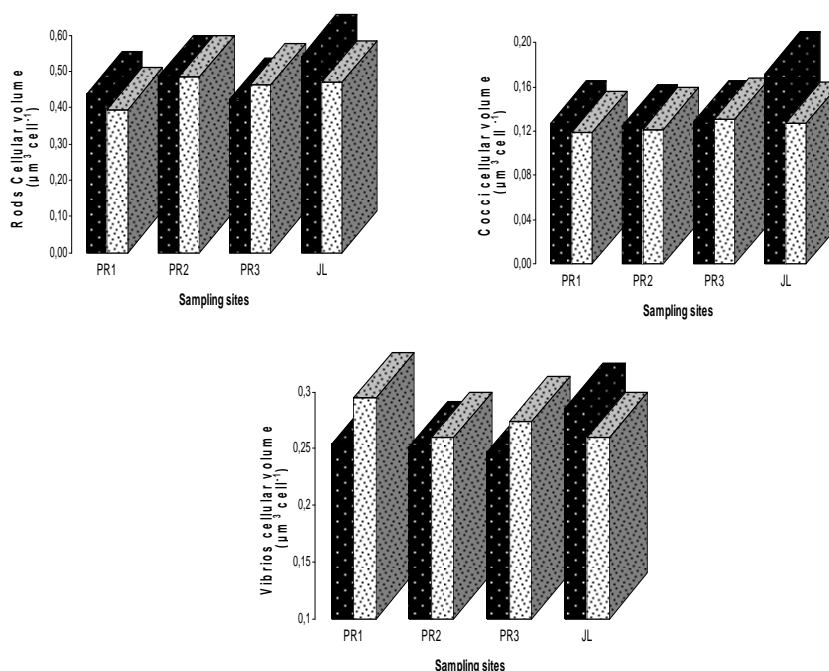 Rods Cellular volume
(µm³ cell⁻¹)
0,60
0,50
0,40
0,30
0,20
0,10
0,00
PR1 PR2 PR3 JL
Sampling sites
Cocci cellular volume
(µm³ cell⁻¹)
0,20
0,16
0,12
0,08
0,04
0,00
PR1 PR2 PR3 JL
Sampling sites
Vibrios cellular volume
(µm³ cell⁻¹)
0,3
0,25
0,2
0,15
0,1
PR1 PR2 PR3 JL
Sampling sites